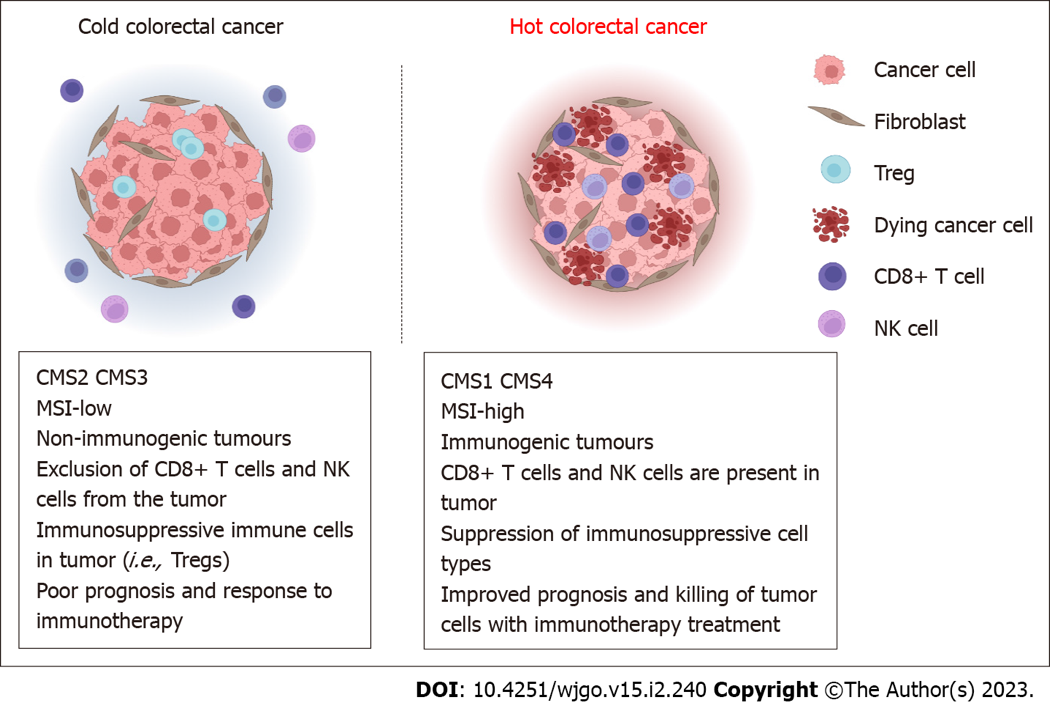 Cold colorectal cancer
Hot colorectal cancer
Cancer cell
Fibroblast
Treg
Dying cancer cell
CD8+ T cell
NK cell
CMS2 CMS3
MSI-low
Non-immunogenic tumours
Exclusion of CD8+ T cells and NK
cells from the tumor
Immunosuppressive immune cells
in tumor (i.e., Tregs)
Poor prognosis and response to
immunotherapy
CMS1 CMS4
MSI-high
Immunogenic tumours
CD8+ T cells and NK cells are present in
tumor
Suppression of immunosuppressive cell
types
Improved prognosis and killing of tumor
cells with immunotherapy treatment
DOI: 10.4251/wjgo.v15.i2.240 Copyright ©The Author(s) 2023.